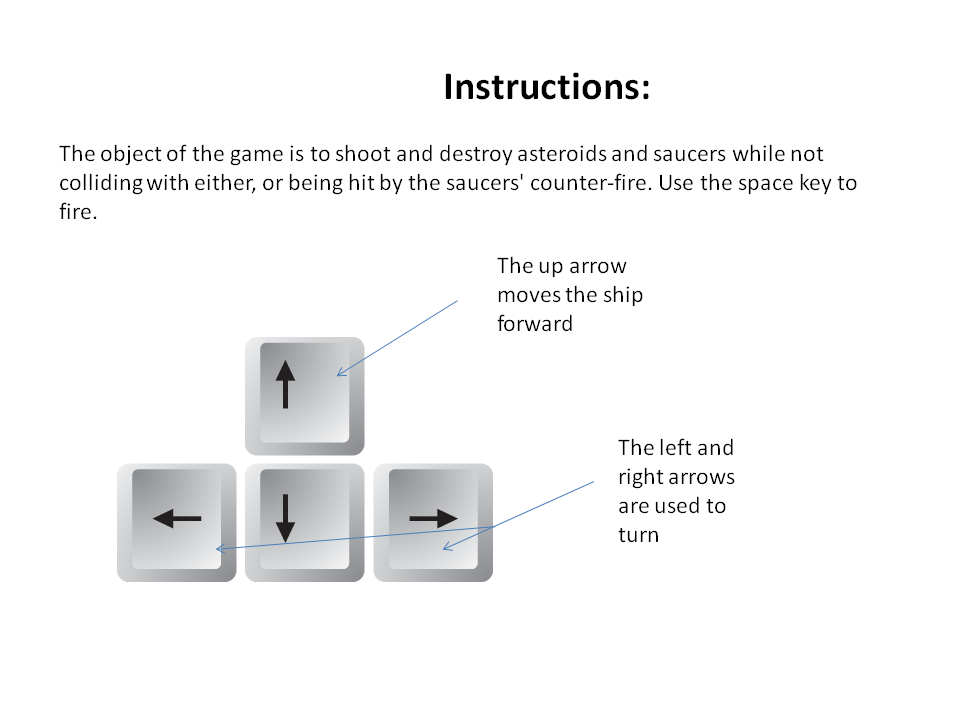 Instructions:
The object of the game is to shoot and destroy asteroids and saucers while not
colliding with either, or being hit by the saucers' counter-fire. Use the space key to
fire.
The up arrow
moves the ship
forward
The left and
right arrows
are used to
turn